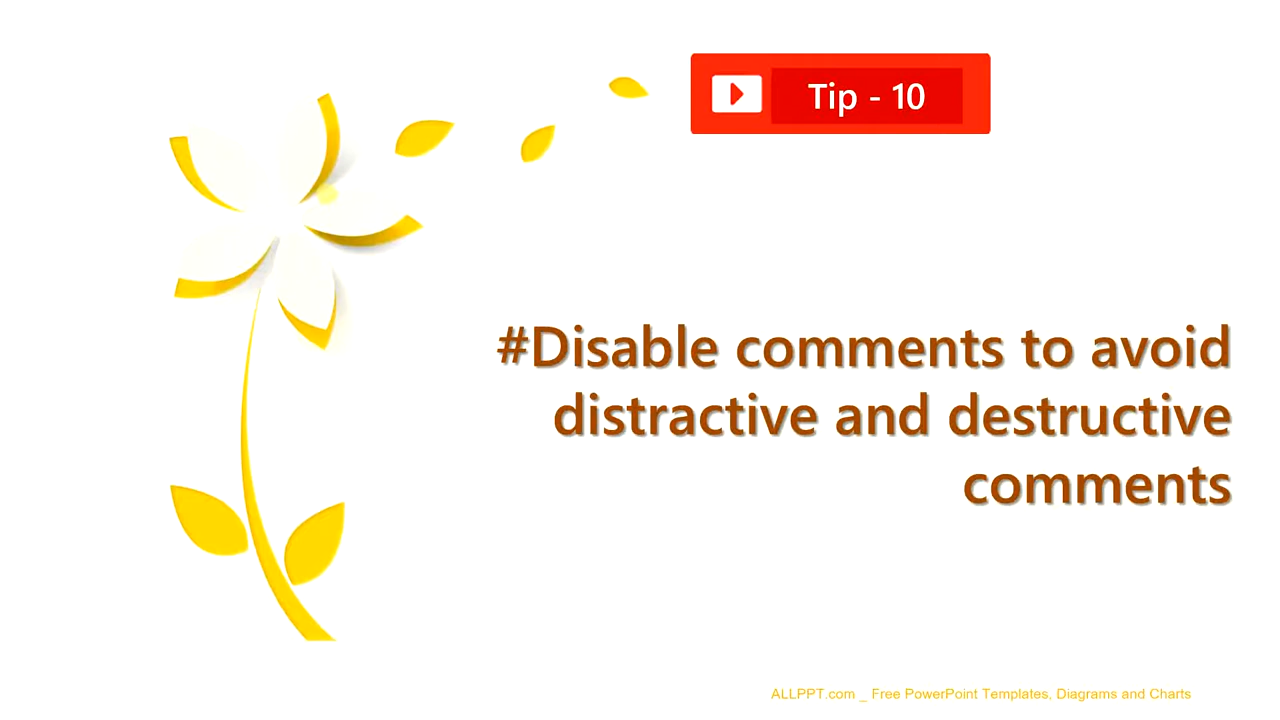 Tip - 10
#Disable comments to avoid
distractive and destructive
comments
ALLPPT.com _ Free PowerPoint Templates, Diagrams and Charts